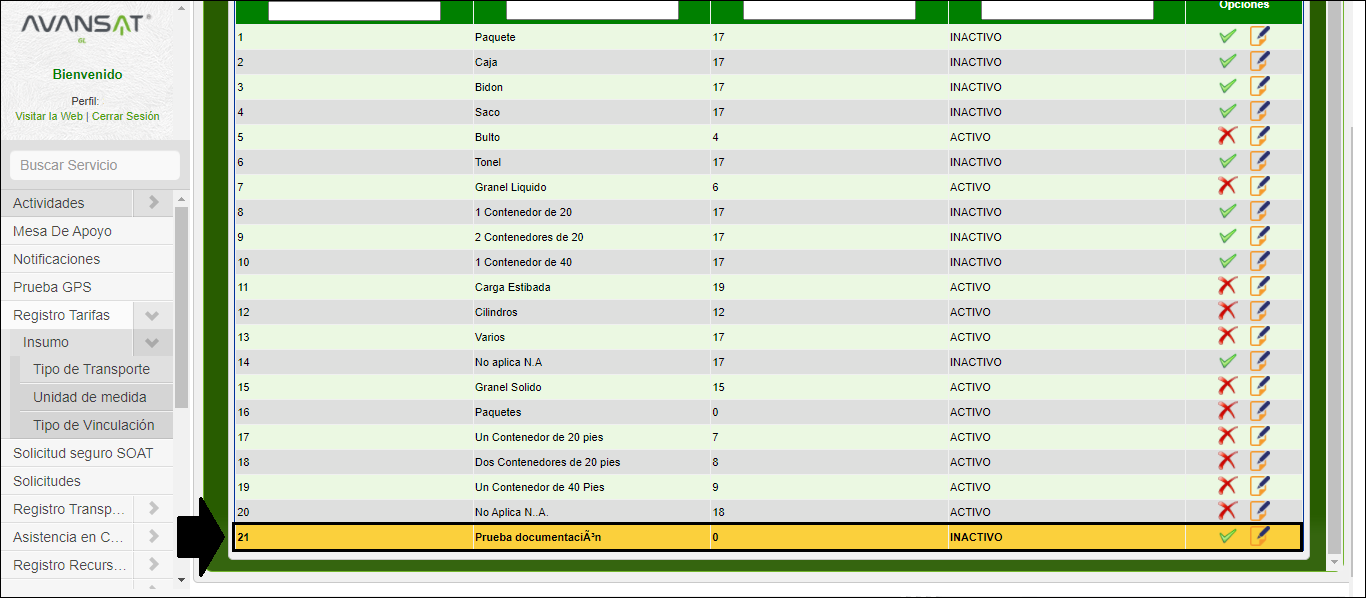 AVANSAT®
GL
Bienvenido
Perfil:
Visitar la Web | Cerrar Sesión
Buscar Servicio
Actividades
Mesa De Apoyo
Notificaciones
Prueba GPS
Registro Tarifas
Insumo
Tipo de Transporte
Unidad de medida
Tipo de Vinculación
Solicitud seguro SOAT
Solicitudes
Registro Transp...
Asistencia en C...
Registro Recurs...
Opciones
1 Paquete 17 INACTIVO
2 Caja 17 INACTIVO
3 Bidon 17 INACTIVO
4 Saco 17 INACTIVO
5 Bulto 4 ACTIVO
6 Tonel 17 INACTIVO
7 Granel Liquido 6 ACTIVO
8 1 Contenedor de 20 17 INACTIVO
9 2 Contenedores de 20 17 INACTIVO
10 1 Contenedor de 40 17 INACTIVO
11 Carga Estibada 19 ACTIVO
12 Cilindros 12 ACTIVO
13 Varios 17 ACTIVO
14 No aplica N.A 17 INACTIVO
15 Granel Solido 15 ACTIVO
16 Paquetes 0 ACTIVO
17 Un Contenedor de 20 pies 7 ACTIVO
18 Dos Contenedores de 20 pies 8 ACTIVO
19 Un Contenedor de 40 Pies 9 ACTIVO
20 No Aplica N..A. 18 ACTIVO
21 Prueba documentaciÃ³n 0 INACTIVO